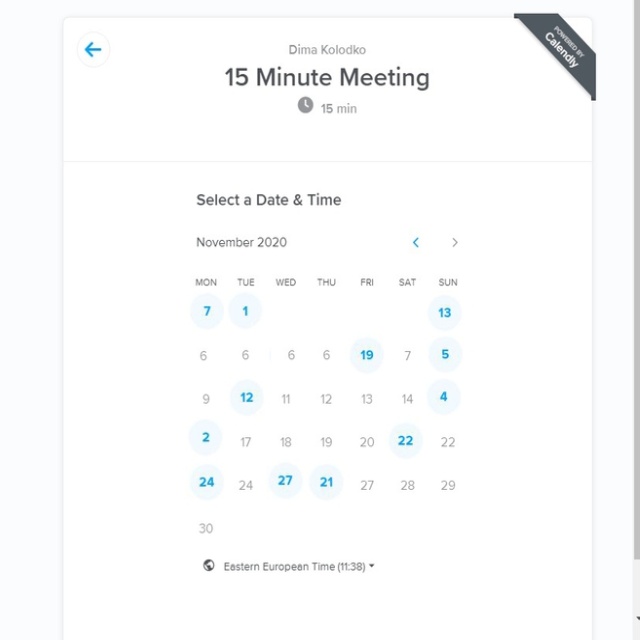 Dima Kolodko
15 Minute Meeting
15 min
POWERED BY
Calendly
Select a Date & Time
November 2020
MON TUE WED THU FRI SAT SUN
7 1 13
6 6 6 6 19 7 5
9 12 11 12 13 14 4
2 17 18 19 20 22 22
24 24 27 21 27 28 29
30
Eastern European Time (11:38)